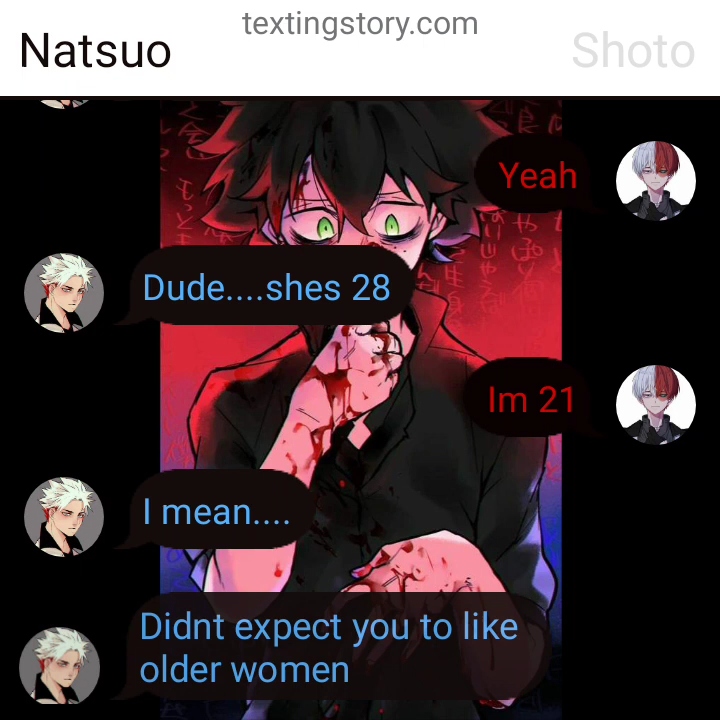 textingstory.com
Natsuo
Shoto
Yeah
Dude....shes 28
Im 21
I mean....
Didnt expect you to like
older women